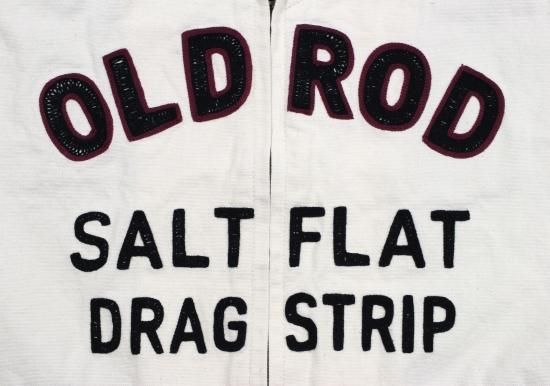 OLD ROD
SALT FLAT
DRAG STRIP